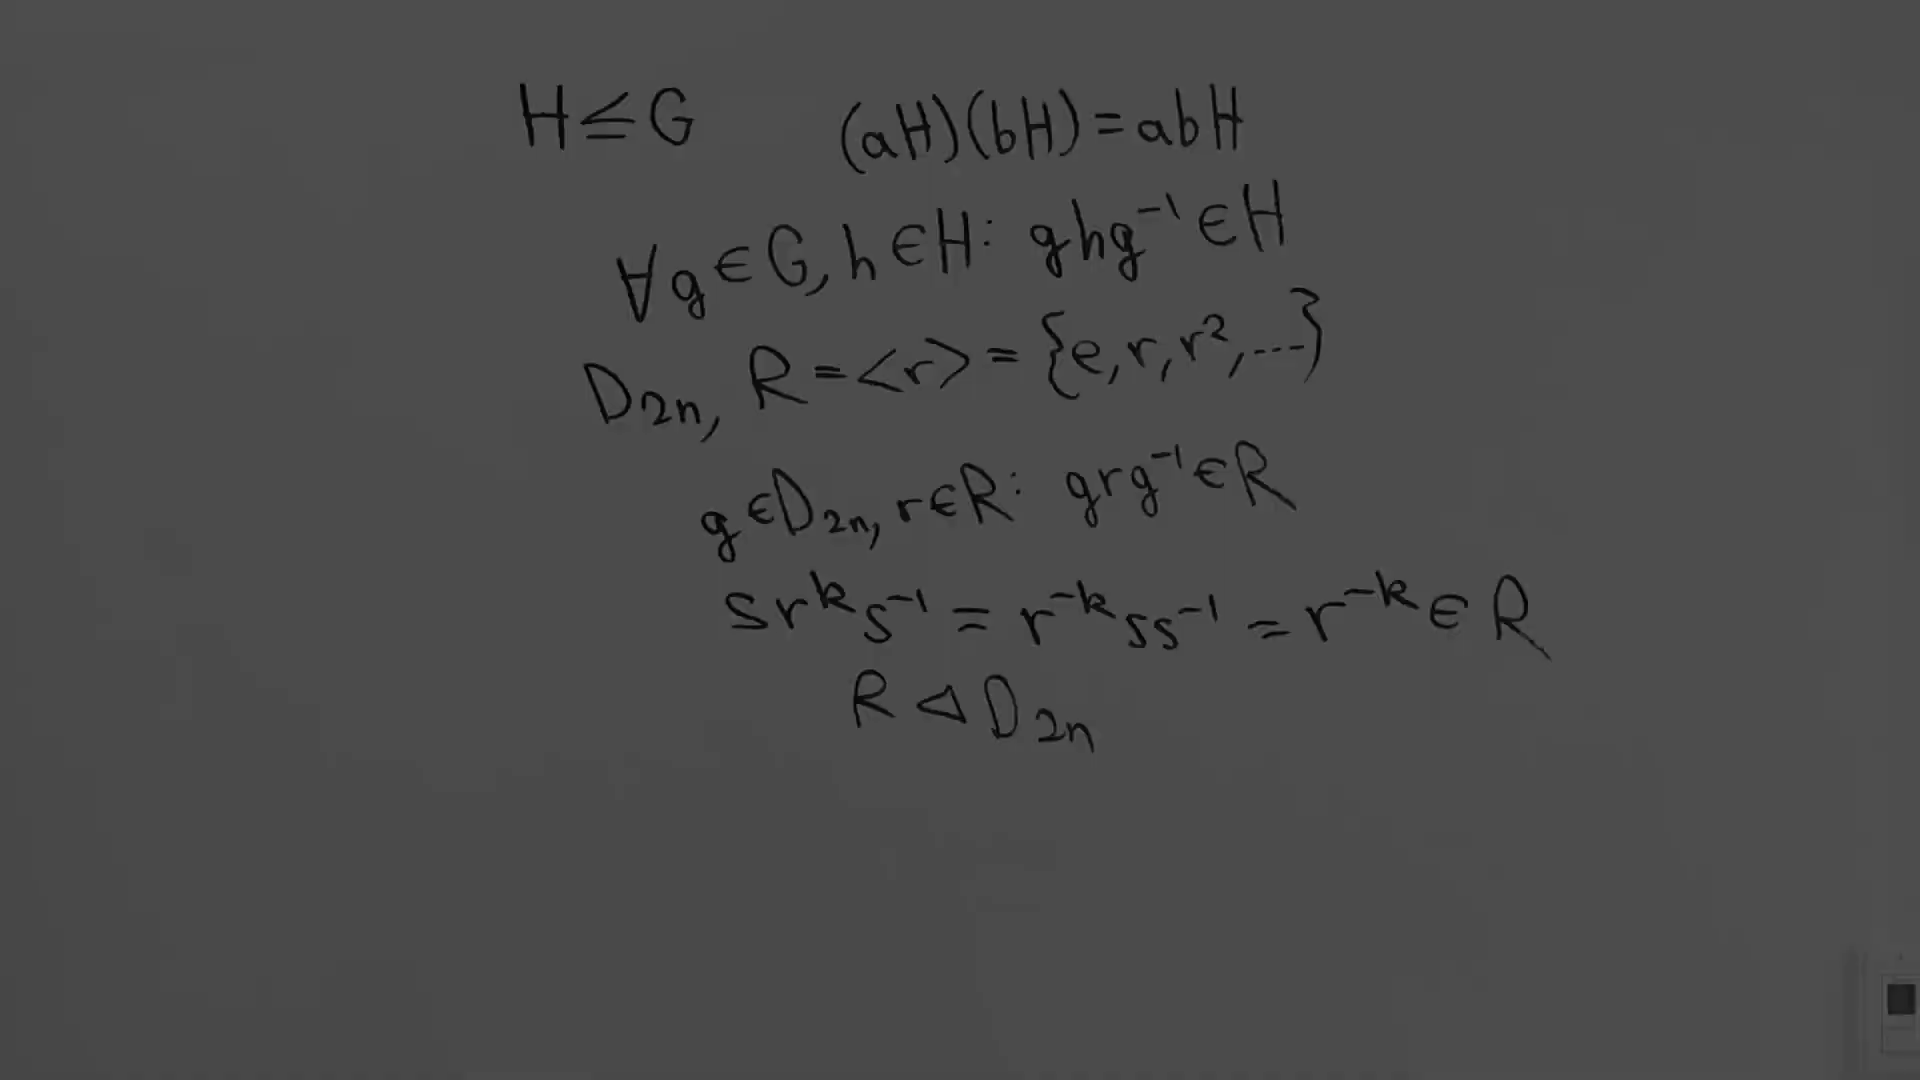 H ≤ G (aH)(bH) = abH
∀g ∈ G, h ∈ H: ghg⁻¹ ∈ H
D₂ₙ, R = <r> = {e, r, r², ...}
g ∈ D₂ₙ, r ∈ R: grg⁻¹ ∈ R
srᵏs⁻¹ = r⁻ᵏss⁻¹ = r⁻ᵏ ∈ R
R ⊲ D₂ₙ